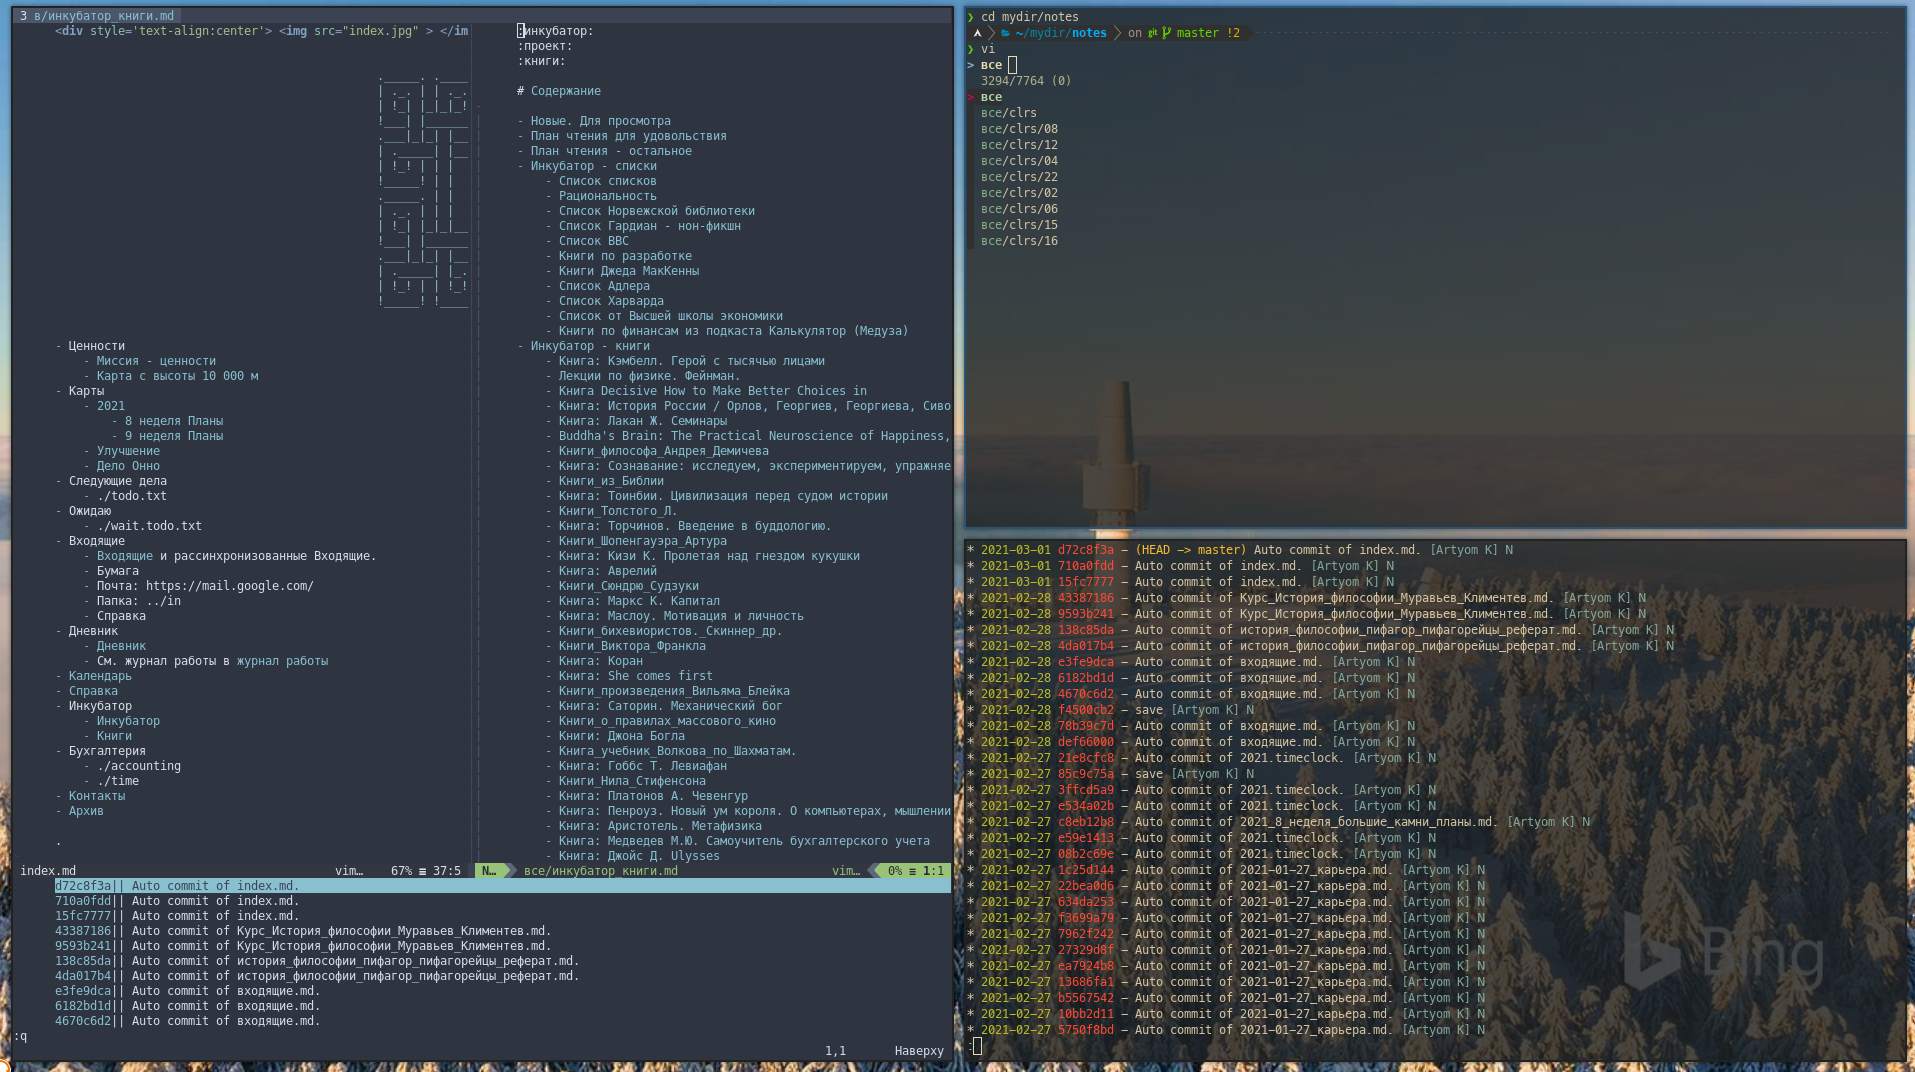 3 в/инкубатор_книги.md
<div style='text-align:center'> <img src="index.jpg" > </im
- Ценности
- Миссия - ценности
- Карта с высоты 10 000 м
- Карты
- 2021
- 8 неделя Планы
- 9 неделя Планы
- Улучшение
- Дело Онно
- Следующие дела
- ./todo.txt
- Ожидаю
- ./wait.todo.txt
- Входящие
- Входящие и рассинхронизованные Входящие.
- Бумага
- Почта: https://mail.google.com/
- Папка: ../in
- Справка
- Дневник
- Дневник
- См. журнал работы в журнал работы
- Календарь
- Справка
- Инкубатор
- Инкубатор
- Книги
- Бухгалтерия
- ./accounting
- ./time
- Контакты
- Архив
.
index.md vim… 67% ≡ 37:5
:инкубатор:
:проект:
:книги:
# Содержание
- Новые. Для просмотра
- План чтения для удовольствия
- План чтения - остальное
- Инкубатор - списки
- Список списков
- Рациональность
- Список Норвежской библиотеки
- Список Гардиан - нон-фикшн
- Список BBC
- Книги по разработке
- Книги Джеда МакКенны
- Список Адлера
- Список Харварда
- Список от Высшей школы экономики
- Книги по финансам из подкаста Калькулятор (Медуза)
- Инкубатор - книги
- Книга: Кэмбелл. Герой с тысячью лицами
- Лекции по физике. Фейнман.
- Книга Decisive How to Make Better Choices in
- Книга: История России / Орлов, Георгиев, Георгиева, Сиво
- Книга: Лакан Ж. Семинары
- Buddha's Brain: The Practical Neuroscience of Happiness,
- Книги_философа_Андрея_Демичева
- Книга: Сознавание: исследуем, экспериментируем, упражняе
- Книги_из_Библии
- Книга: Тоинбии. Цивилизация перед судом истории
- Книги_Толстого_Л.
- Книга: Торчинов. Введение в буддологию.
- Книги_Шопенгауэра_Артура
- Книга: Кизи К. Пролетая над гнездом кукушки
- Книга: Аврелий
- Книги_Сюндрю_Судзуки
- Книга: Маркс К. Капитал
- Книга: Маслоу. Мотивация и личность
- Книги_бихевиористов._Скиннер_др.
- Книги_Виктора_Франкла
- Книга: Коран
- Книга: She comes first
- Книги_произведения_Вильяма_Блейка
- Книга: Саторин. Механический бог
- Книги_о_правилах_массового_кино
- Книги: Джона Богла
- Книга_учебник_Волкова_по_Шахматам.
- Книга: Гоббс Т. Левиафан
- Книги_Нила_Стифенсона
- Книга: Платонов А. Чевенгур
- Книга: Пенроуз. Новый ум короля. О компьютерах, мышлении
- Книга: Аристотель. Метафизика
- Книга: Медведев М.Ю. Самоучитель бухгалтерского учета
- Книга: Джойс Д. Ulysses
N… все/инкубатор_книги.md vim… 0% ≡ 1:1
d72c8f3a|| Auto commit of index.md.
710a0fdd|| Auto commit of index.md.
15fc7777|| Auto commit of index.md.
43387186|| Auto commit of Курс_История_философии_Муравьев_Климентев.md.
9593b241|| Auto commit of Курс_История_философии_Муравьев_Климентев.md.
138c85da|| Auto commit of история_философии_пифагор_пифагорейцы_реферат.md.
4da017b4|| Auto commit of история_философии_пифагор_пифагорейцы_реферат.md.
e3fe9dca|| Auto commit of входящие.md.
6182bd1d|| Auto commit of входящие.md.
4670c6d2|| Auto commit of входящие.md.
:q
1,1 Наверху
❯ cd mydir/notes
~/mydir/notes on git master !2
❯ vi
> все
3294/7764 (0)
> все
все/clrs
все/clrs/08
все/clrs/12
все/clrs/04
все/clrs/22
все/clrs/02
все/clrs/06
все/clrs/15
все/clrs/16
* 2021-03-01 d72c8f3a - (HEAD -> master) Auto commit of index.md. [Artyom K] N
* 2021-03-01 710a0fdd - Auto commit of index.md. [Artyom K] N
* 2021-03-01 15fc7777 - Auto commit of index.md. [Artyom K] N
* 2021-02-28 43387186 - Auto commit of Курс_История_философии_Муравьев_Климентев.md. [Artyom K] N
* 2021-02-28 9593b241 - Auto commit of Курс_История_философии_Муравьев_Климентев.md. [Artyom K] N
* 2021-02-28 138c85da - Auto commit of история_философии_пифагор_пифагорейцы_реферат.md. [Artyom K] N
* 2021-02-28 4da017b4 - Auto commit of история_философии_пифагор_пифагорейцы_реферат.md. [Artyom K] N
* 2021-02-28 e3fe9dca - Auto commit of входящие.md. [Artyom K] N
* 2021-02-28 6182bd1d - Auto commit of входящие.md. [Artyom K] N
* 2021-02-28 4670c6d2 - Auto commit of входящие.md. [Artyom K] N
* 2021-02-28 f4500cb2 - save [Artyom K] N
* 2021-02-28 78b39c7d - Auto commit of входящие.md. [Artyom K] N
* 2021-02-28 def66000 - Auto commit of входящие.md. [Artyom K] N
* 2021-02-27 21e8cfc8 - Auto commit of 2021.timeclock. [Artyom K] N
* 2021-02-27 85c9c75a - save [Artyom K] N
* 2021-02-27 3ffcd5a9 - Auto commit of 2021.timeclock. [Artyom K] N
* 2021-02-27 e534a02b - Auto commit of 2021.timeclock. [Artyom K] N
* 2021-02-27 c8eb12b8 - Auto commit of 2021_8_неделя_большие_камни_планы.md. [Artyom K] N
* 2021-02-27 e59e1413 - Auto commit of 2021.timeclock. [Artyom K] N
* 2021-02-27 08b2c69e - Auto commit of 2021.timeclock. [Artyom K] N
* 2021-02-27 1c25d144 - Auto commit of 2021-01-27_карьера.md. [Artyom K] N
* 2021-02-27 22bea0d6 - Auto commit of 2021-01-27_карьера.md. [Artyom K] N
* 2021-02-27 634da253 - Auto commit of 2021-01-27_карьера.md. [Artyom K] N
* 2021-02-27 f3699a79 - Auto commit of 2021-01-27_карьера.md. [Artyom K] N
* 2021-02-27 7962f242 - Auto commit of 2021-01-27_карьера.md. [Artyom K] N
* 2021-02-27 27329d8f - Auto commit of 2021-01-27_карьера.md. [Artyom K] N
* 2021-02-27 ea7924b8 - Auto commit of 2021-01-27_карьера.md. [Artyom K] N
* 2021-02-27 13686fa1 - Auto commit of 2021-01-27_карьера.md. [Artyom K] N
* 2021-02-27 b5567542 - Auto commit of 2021-01-27_карьера.md. [Artyom K] N
* 2021-02-27 10bb2d11 - Auto commit of 2021-01-27_карьера.md. [Artyom K] N
* 2021-02-27 5750f8bd - Auto commit of 2021-01-27_карьера.md. [Artyom K] N
:
Bing